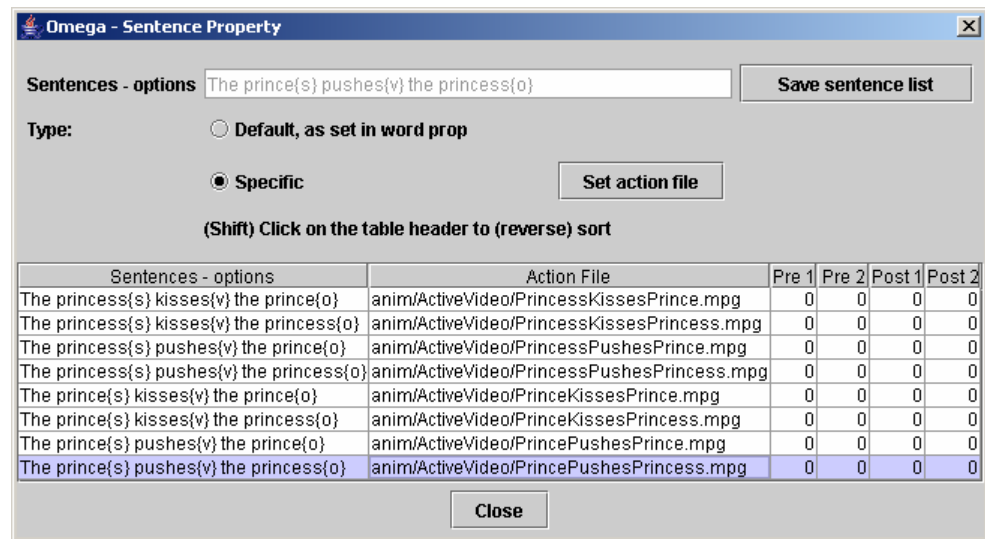 Omega - Sentence Property
Sentences - options The prince{s} pushes{v} the princess{o} Save sentence list
Type: Default, as set in word prop
Specific Set action file
(Shift) Click on the table header to (reverse) sort
Sentences - options Action File Pre 1 Pre 2 Post 1 Post 2
The princess{s} kisses{v} the prince{o} anim/ActiveVideo/PrincessKissesPrince.mpg 0 0 0 0
The princess{s} kisses{v} the princess{o} anim/ActiveVideo/PrincessKissesPrincess.mpg 0 0 0 0
The princess{s} pushes{v} the prince{o} anim/ActiveVideo/PrincessPushesPrince.mpg 0 0 0 0
The princess{s} pushes{v} the princess{o} anim/ActiveVideo/PrincessPushesPrincess.mpg 0 0 0 0
The prince{s} kisses{v} the prince{o} anim/ActiveVideo/PrinceKissesPrince.mpg 0 0 0 0
The prince{s} kisses{v} the princess{o} anim/ActiveVideo/PrinceKissesPrincess.mpg 0 0 0 0
The prince{s} pushes{v} the prince{o} anim/ActiveVideo/PrincePushesPrince.mpg 0 0 0 0
The prince{s} pushes{v} the princess{o} anim/ActiveVideo/PrincePushesPrincess.mpg 0 0 0 0
Close